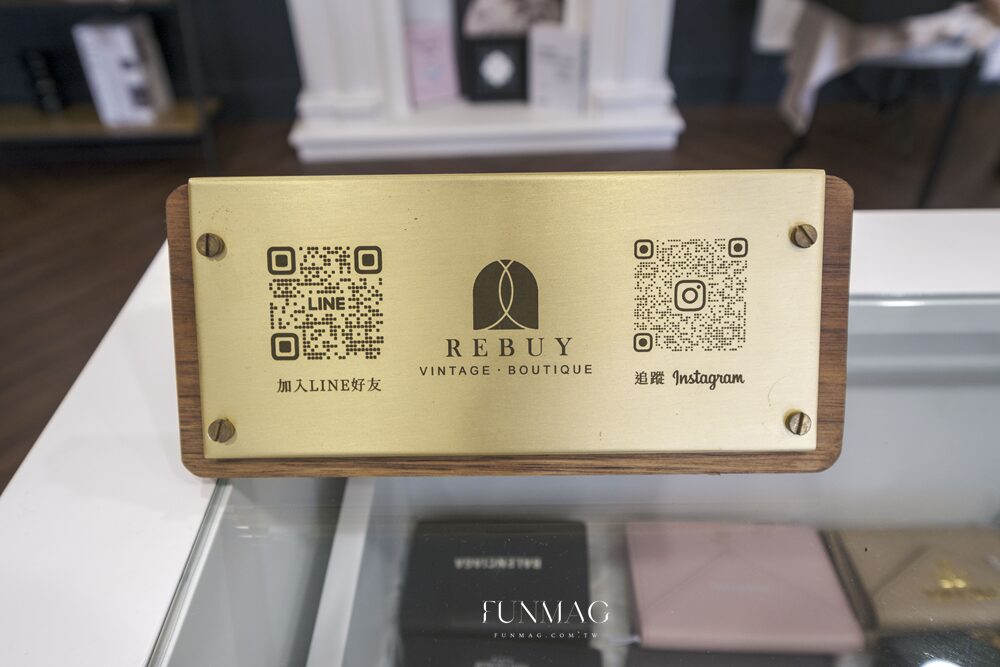 LINE
加入LINE好友
REBUY
VINTAGE · BOUTIQUE
追蹤 Instagram
BALENCIAGA
FUNMAG
FUNMAG.COM.TW